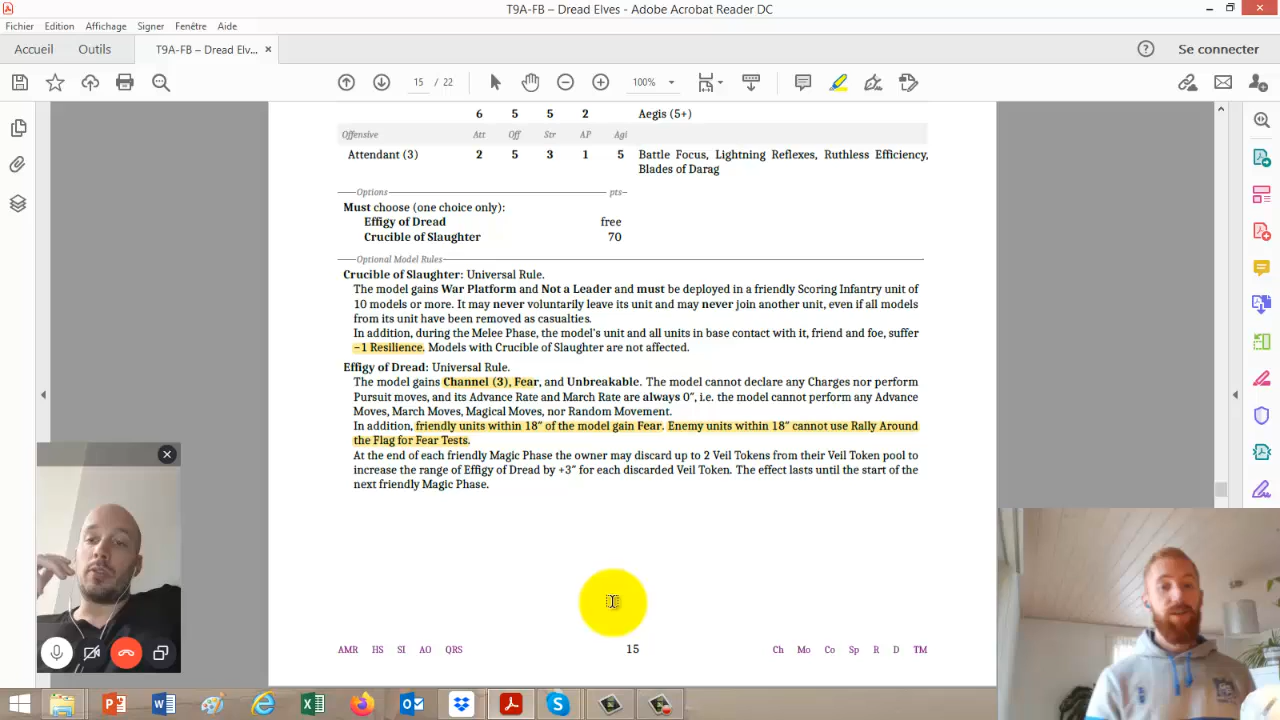 T9A-FB – Dread Elves - Adobe Acrobat Reader DC
Fichier Edition Affichage Signer Fenêtre Aide
Accueil Outils T9A-FB – Dread Elv... × Se connecter
15 / 22 100%
6 5 5 2 Aegis (5+)
Offensive Att Off Str AP Agi
Attendant (3) 2 5 3 1 5 Battle Focus, Lightning Reflexes, Ruthless Efficiency,
Blades of Darag
Options pts
Must choose (one choice only):
Effigy of Dread free
Crucible of Slaughter 70
Optional Model Rules
Crucible of Slaughter: Universal Rule.
The model gains War Platform and Not a Leader and must be deployed in a friendly Scoring Infantry unit of
10 models or more. It may never voluntarily leave its unit and may never join another unit, even if all models
from its unit have been removed as casualties.
In addition, during the Melee Phase, the model's unit and all units in base contact with it, friend and foe, suffer
−1 Resilience. Models with Crucible of Slaughter are not affected.
Effigy of Dread: Universal Rule.
The model gains Channel (3), Fear, and Unbreakable. The model cannot declare any Charges nor perform
Pursuit moves, and its Advance Rate and March Rate are always 0″, i.e. the model cannot perform any Advance
Moves, March Moves, Magical Moves, nor Random Movement.
In addition, friendly units within 18″ of the model gain Fear. Enemy units within 18″ cannot use Rally Around
the Flag for Fear Tests.
At the end of each friendly Magic Phase the owner may discard up to 2 Veil Tokens from their Veil Token pool to
increase the range of Effigy of Dread by +3″ for each discarded Veil Token. The effect lasts until the start of the
next friendly Magic Phase.
AMR HS SI AO QRS 15 Ch Mo Co Sp R D TM